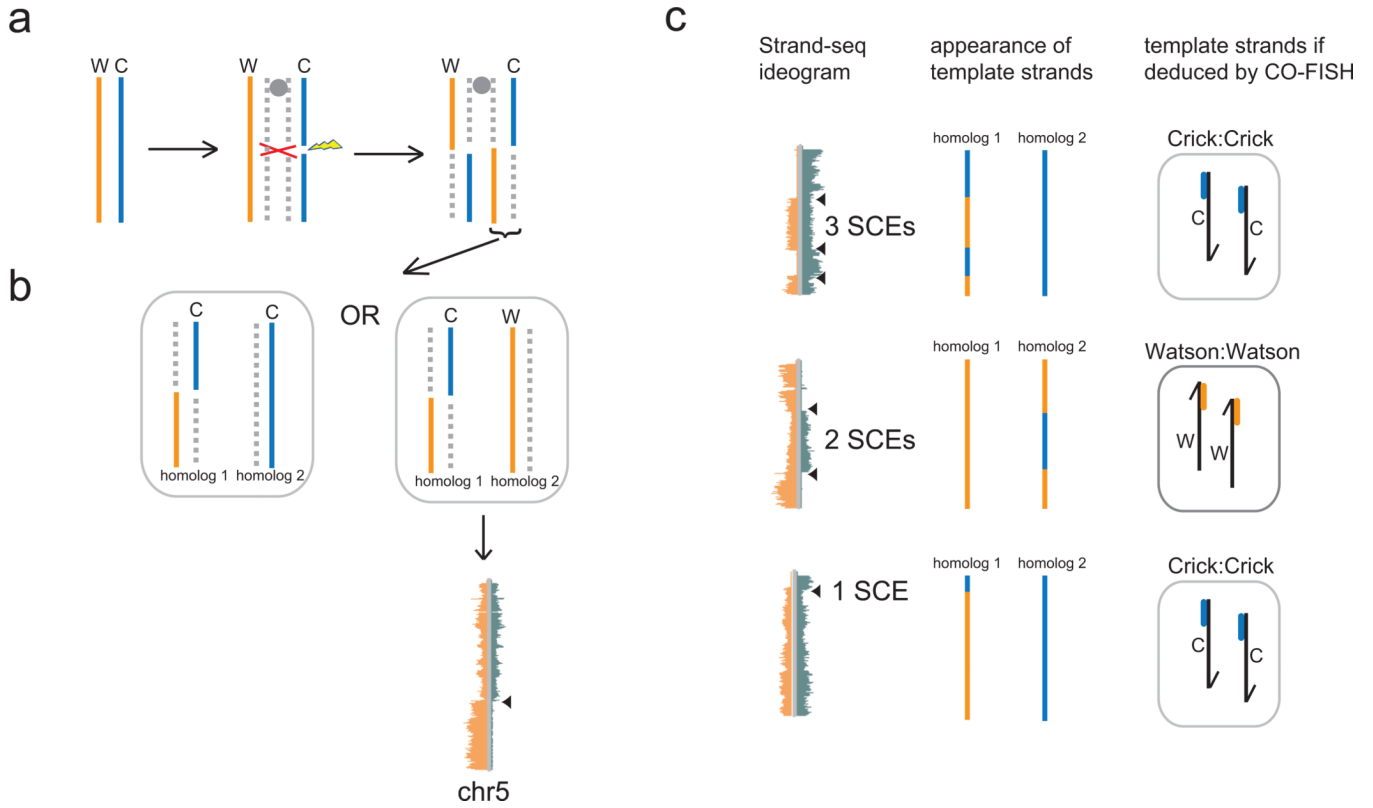 a
W C
W C
W C
b
C
C
homolog 1
homolog 2
OR
C
W
homolog 1
homolog 2
chr5
c
Strand-seq
ideogram
appearance of
template strands
template strands if
deduced by CO-FISH
3 SCEs
homolog 1
homolog 2
Crick:Crick
C
C
2 SCEs
homolog 1
homolog 2
Watson:Watson
W
W
1 SCE
homolog 1
homolog 2
Crick:Crick
C
C